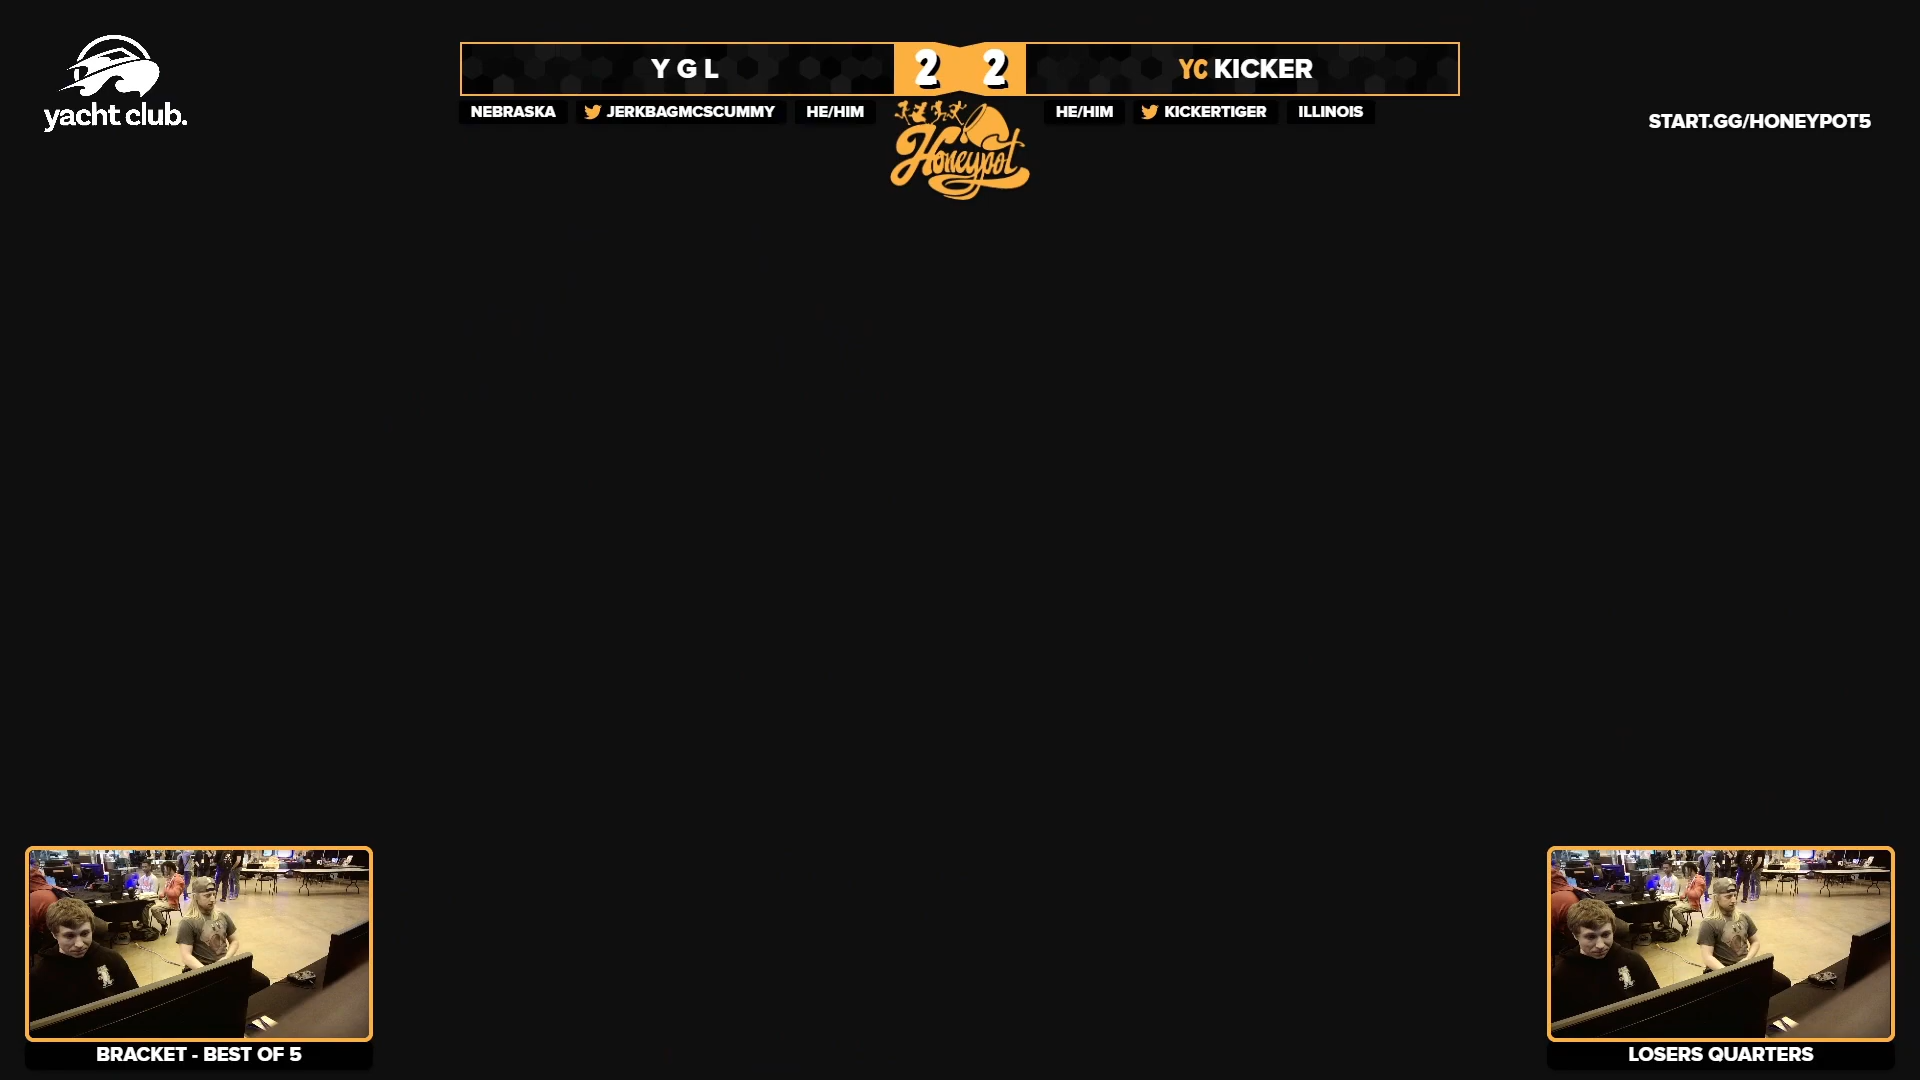 yacht club.
Y G L
2 2
YC KICKER
NEBRASKA
JERKBAGMCSCUMMY
HE/HIM
HE/HIM
KICKERTIGER
ILLINOIS
Honeypot
START.GG/HONEYPOT5
BRACKET - BEST OF 5
LOSERS QUARTERS